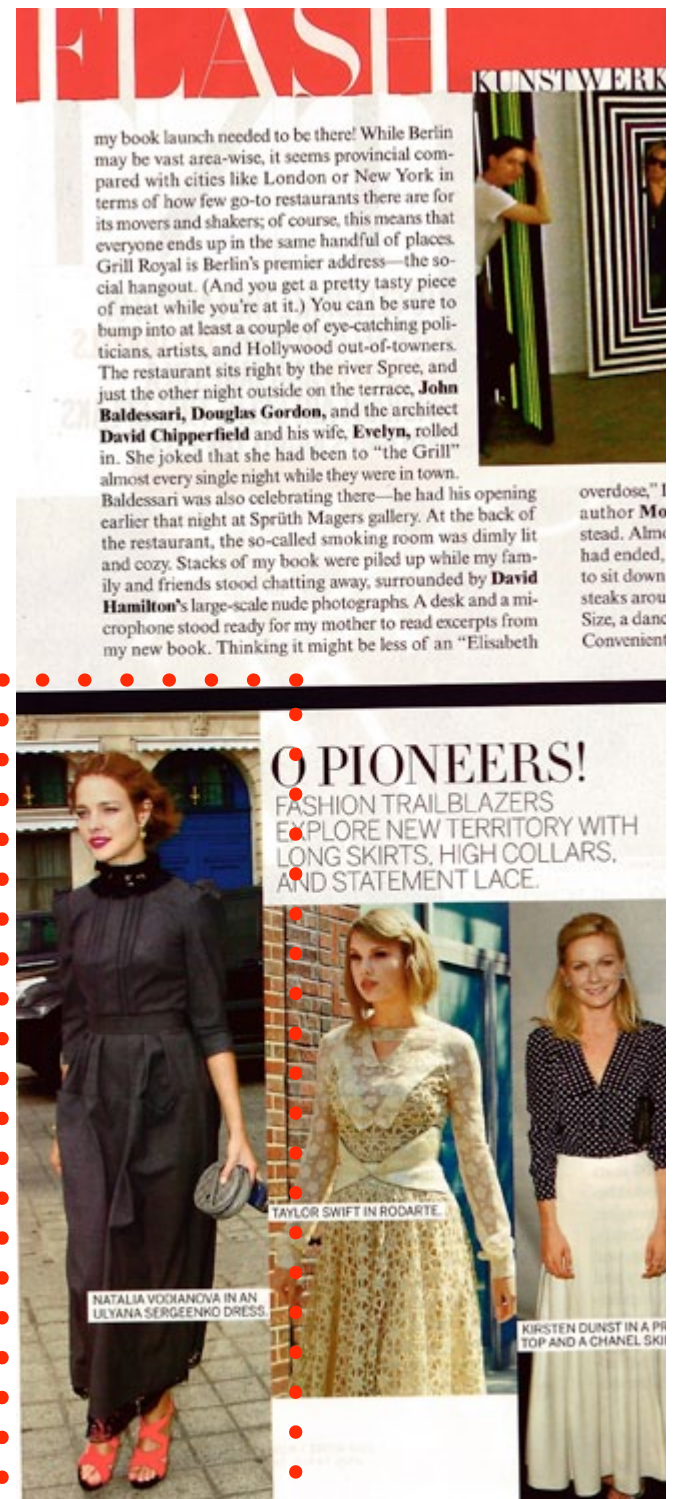 FLASH
KUNSTWERK
my book launch needed to be there! While Berlin
may be vast area-wise, it seems provincial com-
pared with cities like London or New York in
terms of how few go-to restaurants there are for
its movers and shakers; of course, this means that
everyone ends up in the same handful of places.
Grill Royal is Berlin's premier address—the so-
cial hangout. (And you get a pretty tasty piece
of meat while you're at it.) You can be sure to
bump into at least a couple of eye-catching poli-
ticians, artists, and Hollywood out-of-towners.
The restaurant sits right by the river Spree, and
just the other night outside on the terrace, John
Baldessari, Douglas Gordon, and the architect
David Chipperfield and his wife, Evelyn, rolled
in. She joked that she had been to "the Grill"
almost every single night while they were in town.
Baldessari was also celebrating there—he had his opening
earlier that night at Sprüth Magers gallery. At the back of
the restaurant, the so-called smoking room was dimly lit
and cozy. Stacks of my book were piled up while my fam-
ily and friends stood chatting away, surrounded by David
Hamilton's large-scale nude photographs. A desk and a mi-
crophone stood ready for my mother to read excerpts from
my new book. Thinking it might be less of an "Elisabeth
overdose,"
author Mo
stead. Almo
had ended,
to sit down
steaks arou
Size, a danc
Convenient
O PIONEERS!
FASHION TRAILBLAZERS
EXPLORE NEW TERRITORY WITH
LONG SKIRTS, HIGH COLLARS,
AND STATEMENT LACE.
TAYLOR SWIFT IN RODARTE.
NATALIA VODIANOVA IN AN
ULYANA SERGEENKO DRESS.
KIRSTEN DUNST IN A PR
TOP AND A CHANEL SKI